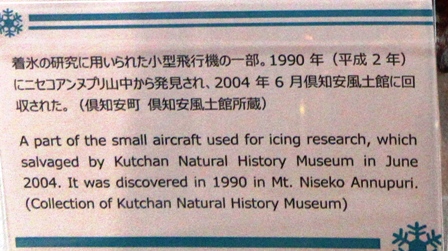 着氷の研究に用いられた小型飛行機の一部。1990 年（平成 2 年）
にニセコアンヌプリ山中から発見され、2004 年 6 月倶知安風土館に回
収された。（倶知安町 倶知安風土館所蔵）
A part of the small aircraft used for icing research, which
salvaged by Kutchan Natural History Museum in June
2004. It was discovered in 1990 in Mt. Niseko Annupuri.
(Collection of Kutchan Natural History Museum)